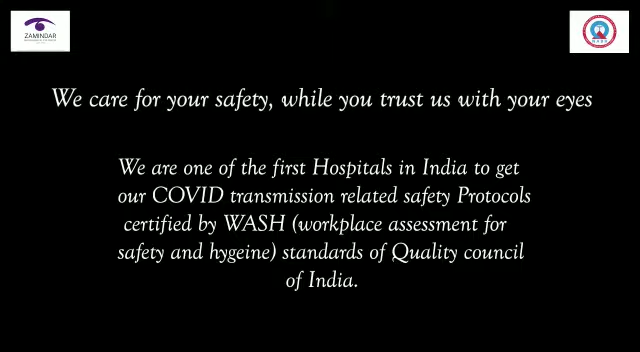 ZAMINDAR
We care for your safety, while you trust us with your eyes
We are one of the first Hospitals in India to get
our COVID transmission related safety Protocols
certified by WASH (workplace assessment for
safety and hygeine) standards of Quality council
of India.